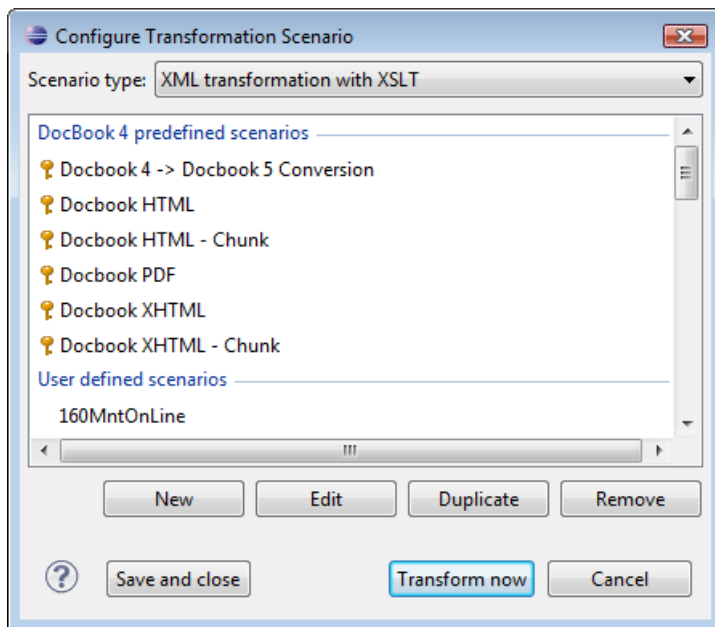 Configure Transformation Scenario
Scenario type: XML transformation with XSLT
DocBook 4 predefined scenarios
Docbook 4 -> Docbook 5 Conversion
Docbook HTML
Docbook HTML - Chunk
Docbook PDF
Docbook XHTML
Docbook XHTML - Chunk
User defined scenarios
160MntOnLine
New Edit Duplicate Remove
? Save and close Transform now Cancel